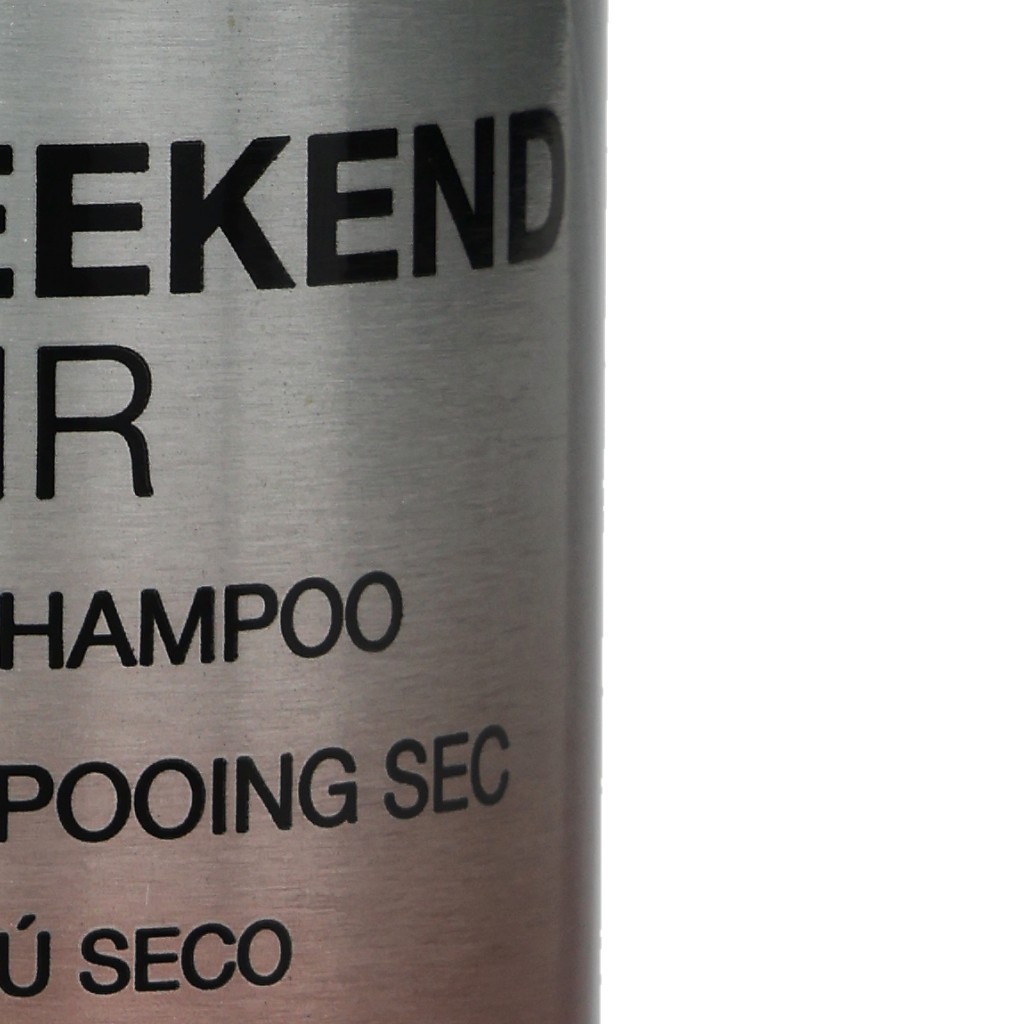 EEKEND
IR
HAMPOO
POOING SEC
Ú SECO